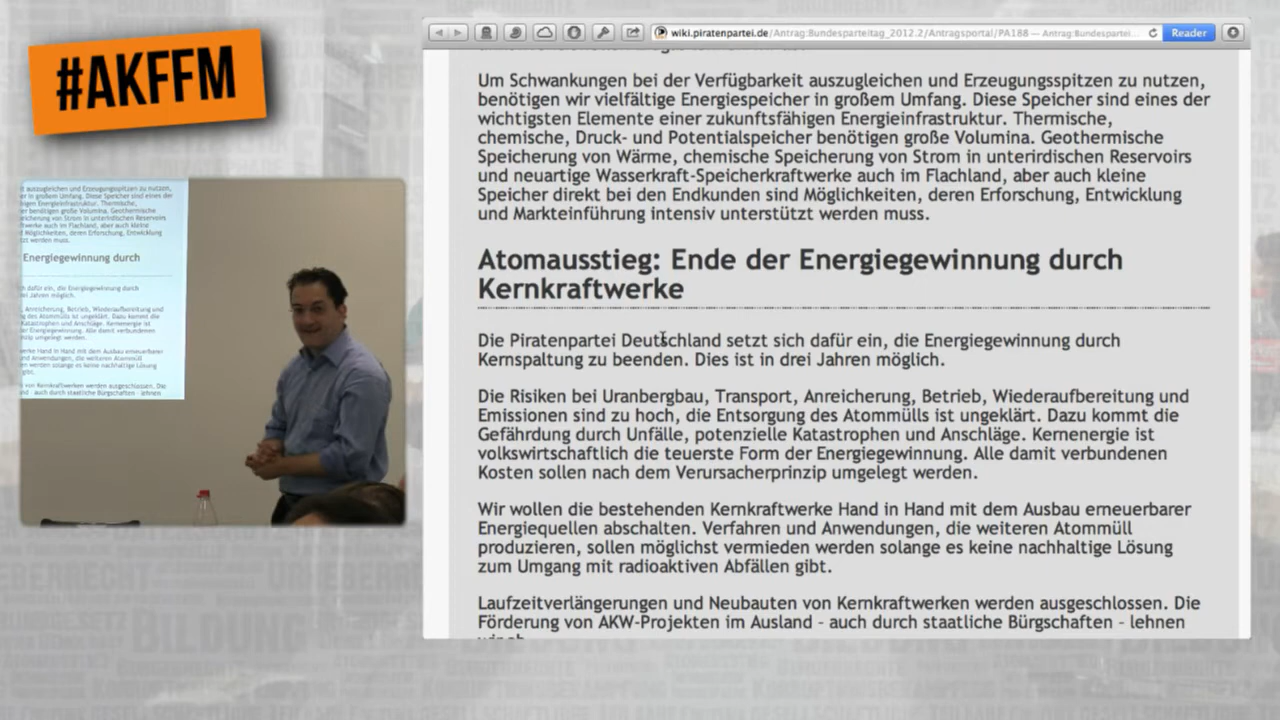 #AKFFM
wiki.piratenpartei.de/Antrag:Bundesparteitag_2012.2/Antragsportal/PA188 — Antrag:Bundespartei...
Reader
Um Schwankungen bei der Verfügbarkeit auszugleichen und Erzeugungsspitzen zu nutzen,
benötigen wir vielfältige Energiespeicher in großem Umfang. Diese Speicher sind eines der
wichtigsten Elemente einer zukunftsfähigen Energieinfrastruktur. Thermische,
chemische, Druck- und Potentialspeicher benötigen große Volumina. Geothermische
Speicherung von Wärme, chemische Speicherung von Strom in unterirdischen Reservoirs
und neuartige Wasserkraft-Speicherkraftwerke auch im Flachland, aber auch kleine
Speicher direkt bei den Endkunden sind Möglichkeiten, deren Erforschung, Entwicklung
und Markteinführung intensiv unterstützt werden muss.
Atomausstieg: Ende der Energiegewinnung durch
Kernkraftwerke
Die Piratenpartei Deutschland setzt sich dafür ein, die Energiegewinnung durch
Kernspaltung zu beenden. Dies ist in drei Jahren möglich.
Die Risiken bei Uranbergbau, Transport, Anreicherung, Betrieb, Wiederaufbereitung und
Emissionen sind zu hoch, die Entsorgung des Atommülls ist ungeklärt. Dazu kommt die
Gefährdung durch Unfälle, potenzielle Katastrophen und Anschläge. Kernenergie ist
volkswirtschaftlich die teuerste Form der Energiegewinnung. Alle damit verbundenen
Kosten sollen nach dem Verursacherprinzip umgelegt werden.
Wir wollen die bestehenden Kernkraftwerke Hand in Hand mit dem Ausbau erneuerbarer
Energiequellen abschalten. Verfahren und Anwendungen, die weiteren Atommüll
produzieren, sollen möglichst vermieden werden solange es keine nachhaltige Lösung
zum Umgang mit radioaktiven Abfällen gibt.
Laufzeitverlängerungen und Neubauten von Kernkraftwerken werden ausgeschlossen. Die
Förderung von AKW-Projekten im Ausland - auch durch staatliche Bürgschaften - lehnen
Energiegewinnung durch
BILDUNG